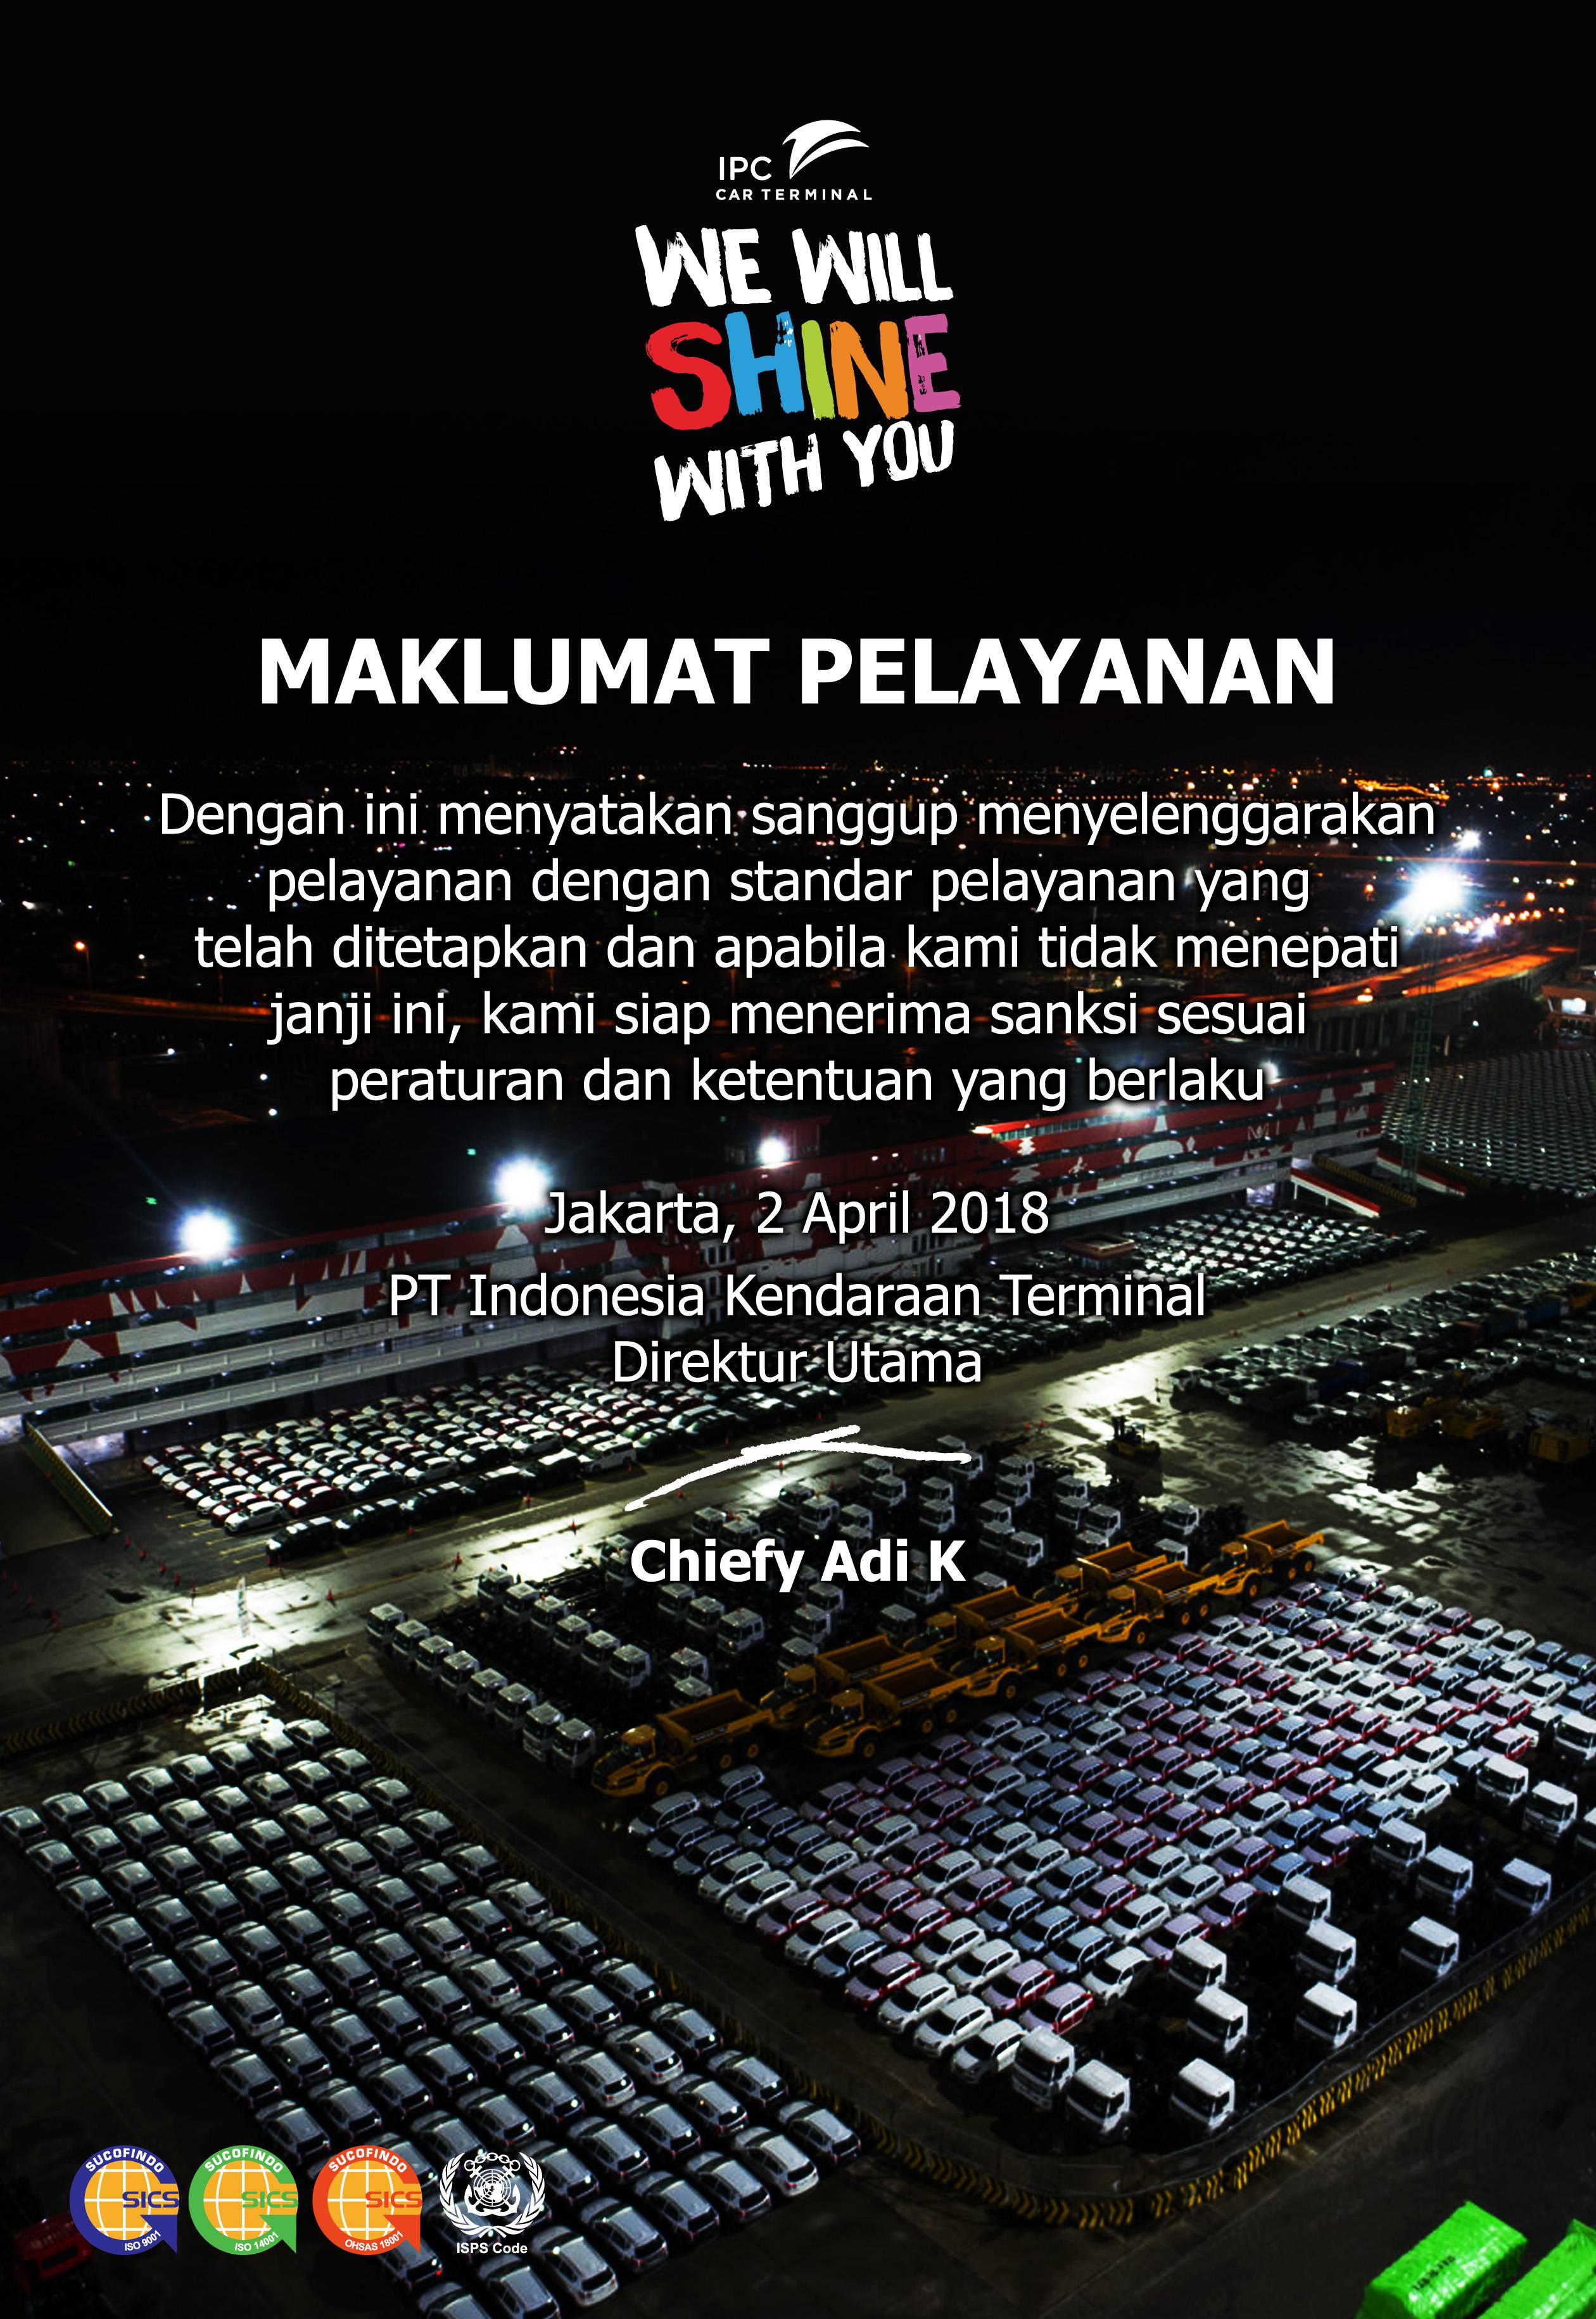 IPC
CAR TERMINAL
WE WILL
SHINE
WITH YOU
MAKLUMAT PELAYANAN
Dengan ini menyatakan sanggup menyelenggarakan
pelayanan dengan standar pelayanan yang
telah ditetapkan dan apabila kami tidak menepati
janji ini, kami siap menerima sanksi sesuai
peraturan dan ketentuan yang berlaku
Jakarta, 2 April 2018
PT Indonesia Kendaraan Terminal
Direktur Utama
Chiefy Adi K
SUCOFINDO
SICS
ISO 9001
SUCOFINDO
SICS
ISO 14001
SUCOFINDO
SICS
OHSAS 18001
ISPS Code